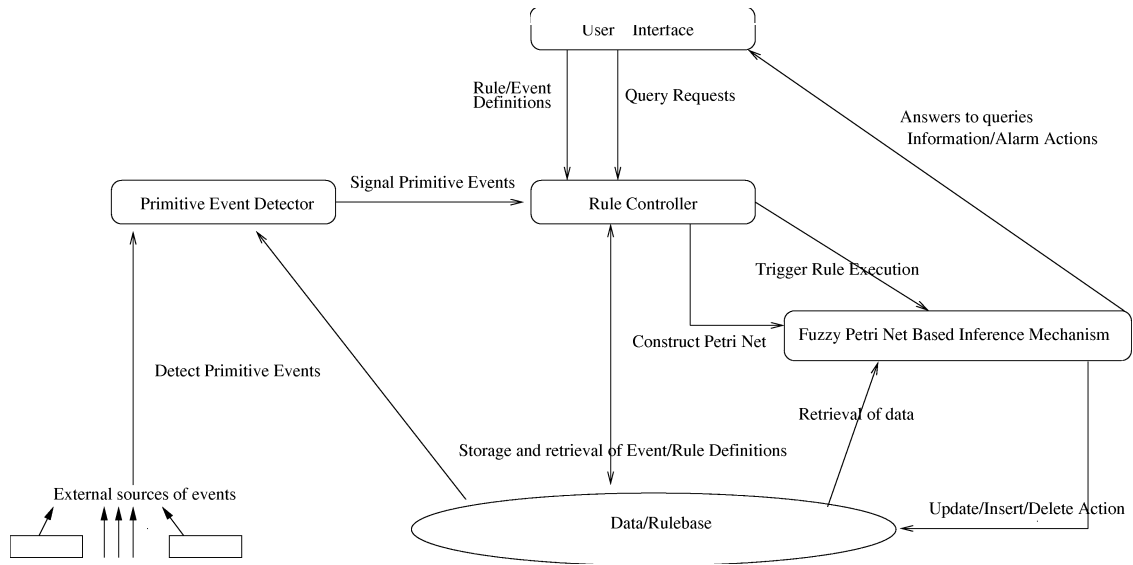 User Interface
Rule/Event
Definitions
Query Requests
Answers to queries
Information/Alarm Actions
Signal Primitive Events
Primitive Event Detector
Rule Controller
Trigger Rule Execution
Fuzzy Petri Net Based Inference Mechanism
Construct Petri Net
Detect Primitive Events
Retrieval of data
Storage and retrieval of Event/Rule Definitions
External sources of events
Data/Rulebase
Update/Insert/Delete Action